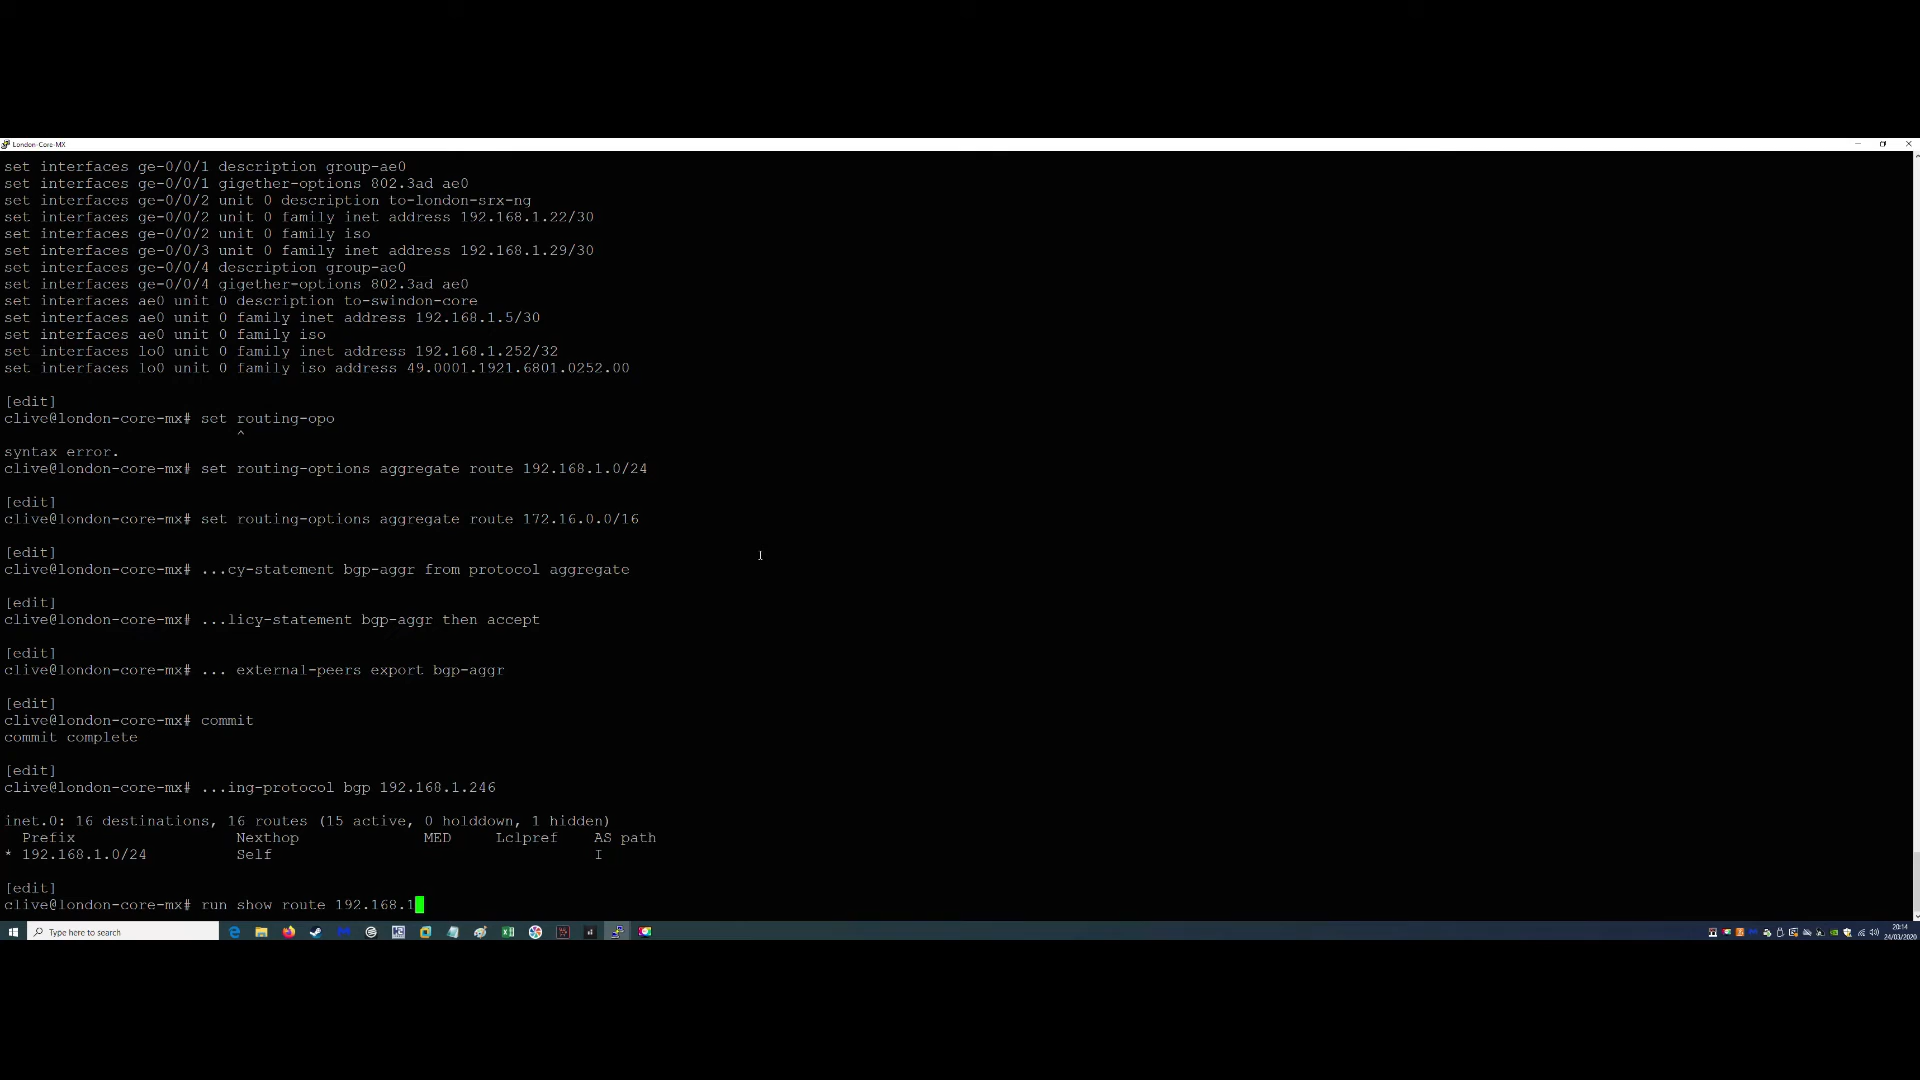 London-Core-MX
set interfaces ge-0/0/1 description group-ae0
set interfaces ge-0/0/1 gigether-options 802.3ad ae0
set interfaces ge-0/0/2 unit 0 description to-london-srx-ng
set interfaces ge-0/0/2 unit 0 family inet address 192.168.1.22/30
set interfaces ge-0/0/2 unit 0 family iso
set interfaces ge-0/0/3 unit 0 family inet address 192.168.1.29/30
set interfaces ge-0/0/4 description group-ae0
set interfaces ge-0/0/4 gigether-options 802.3ad ae0
set interfaces ae0 unit 0 description to-swindon-core
set interfaces ae0 unit 0 family inet address 192.168.1.5/30
set interfaces ae0 unit 0 family iso
set interfaces lo0 unit 0 family inet address 192.168.1.252/32
set interfaces lo0 unit 0 family iso address 49.0001.1921.6801.0252.00
[edit]
clive@london-core-mx# set routing-opo
^
syntax error.
clive@london-core-mx# set routing-options aggregate route 192.168.1.0/24
[edit]
clive@london-core-mx# set routing-options aggregate route 172.16.0.0/16
[edit]
clive@london-core-mx# ...cy-statement bgp-aggr from protocol aggregate
[edit]
clive@london-core-mx# ...licy-statement bgp-aggr then accept
[edit]
clive@london-core-mx# ... external-peers export bgp-aggr
[edit]
clive@london-core-mx# commit
commit complete
[edit]
clive@london-core-mx# ...ing-protocol bgp 192.168.1.246
inet.0: 16 destinations, 16 routes (15 active, 0 holddown, 1 hidden)
Prefix Nexthop MED Lclpref AS path
* 192.168.1.0/24 Self I
[edit]
clive@london-core-mx# run show route 192.168.1
Type here to search
20:14
24/03/2020